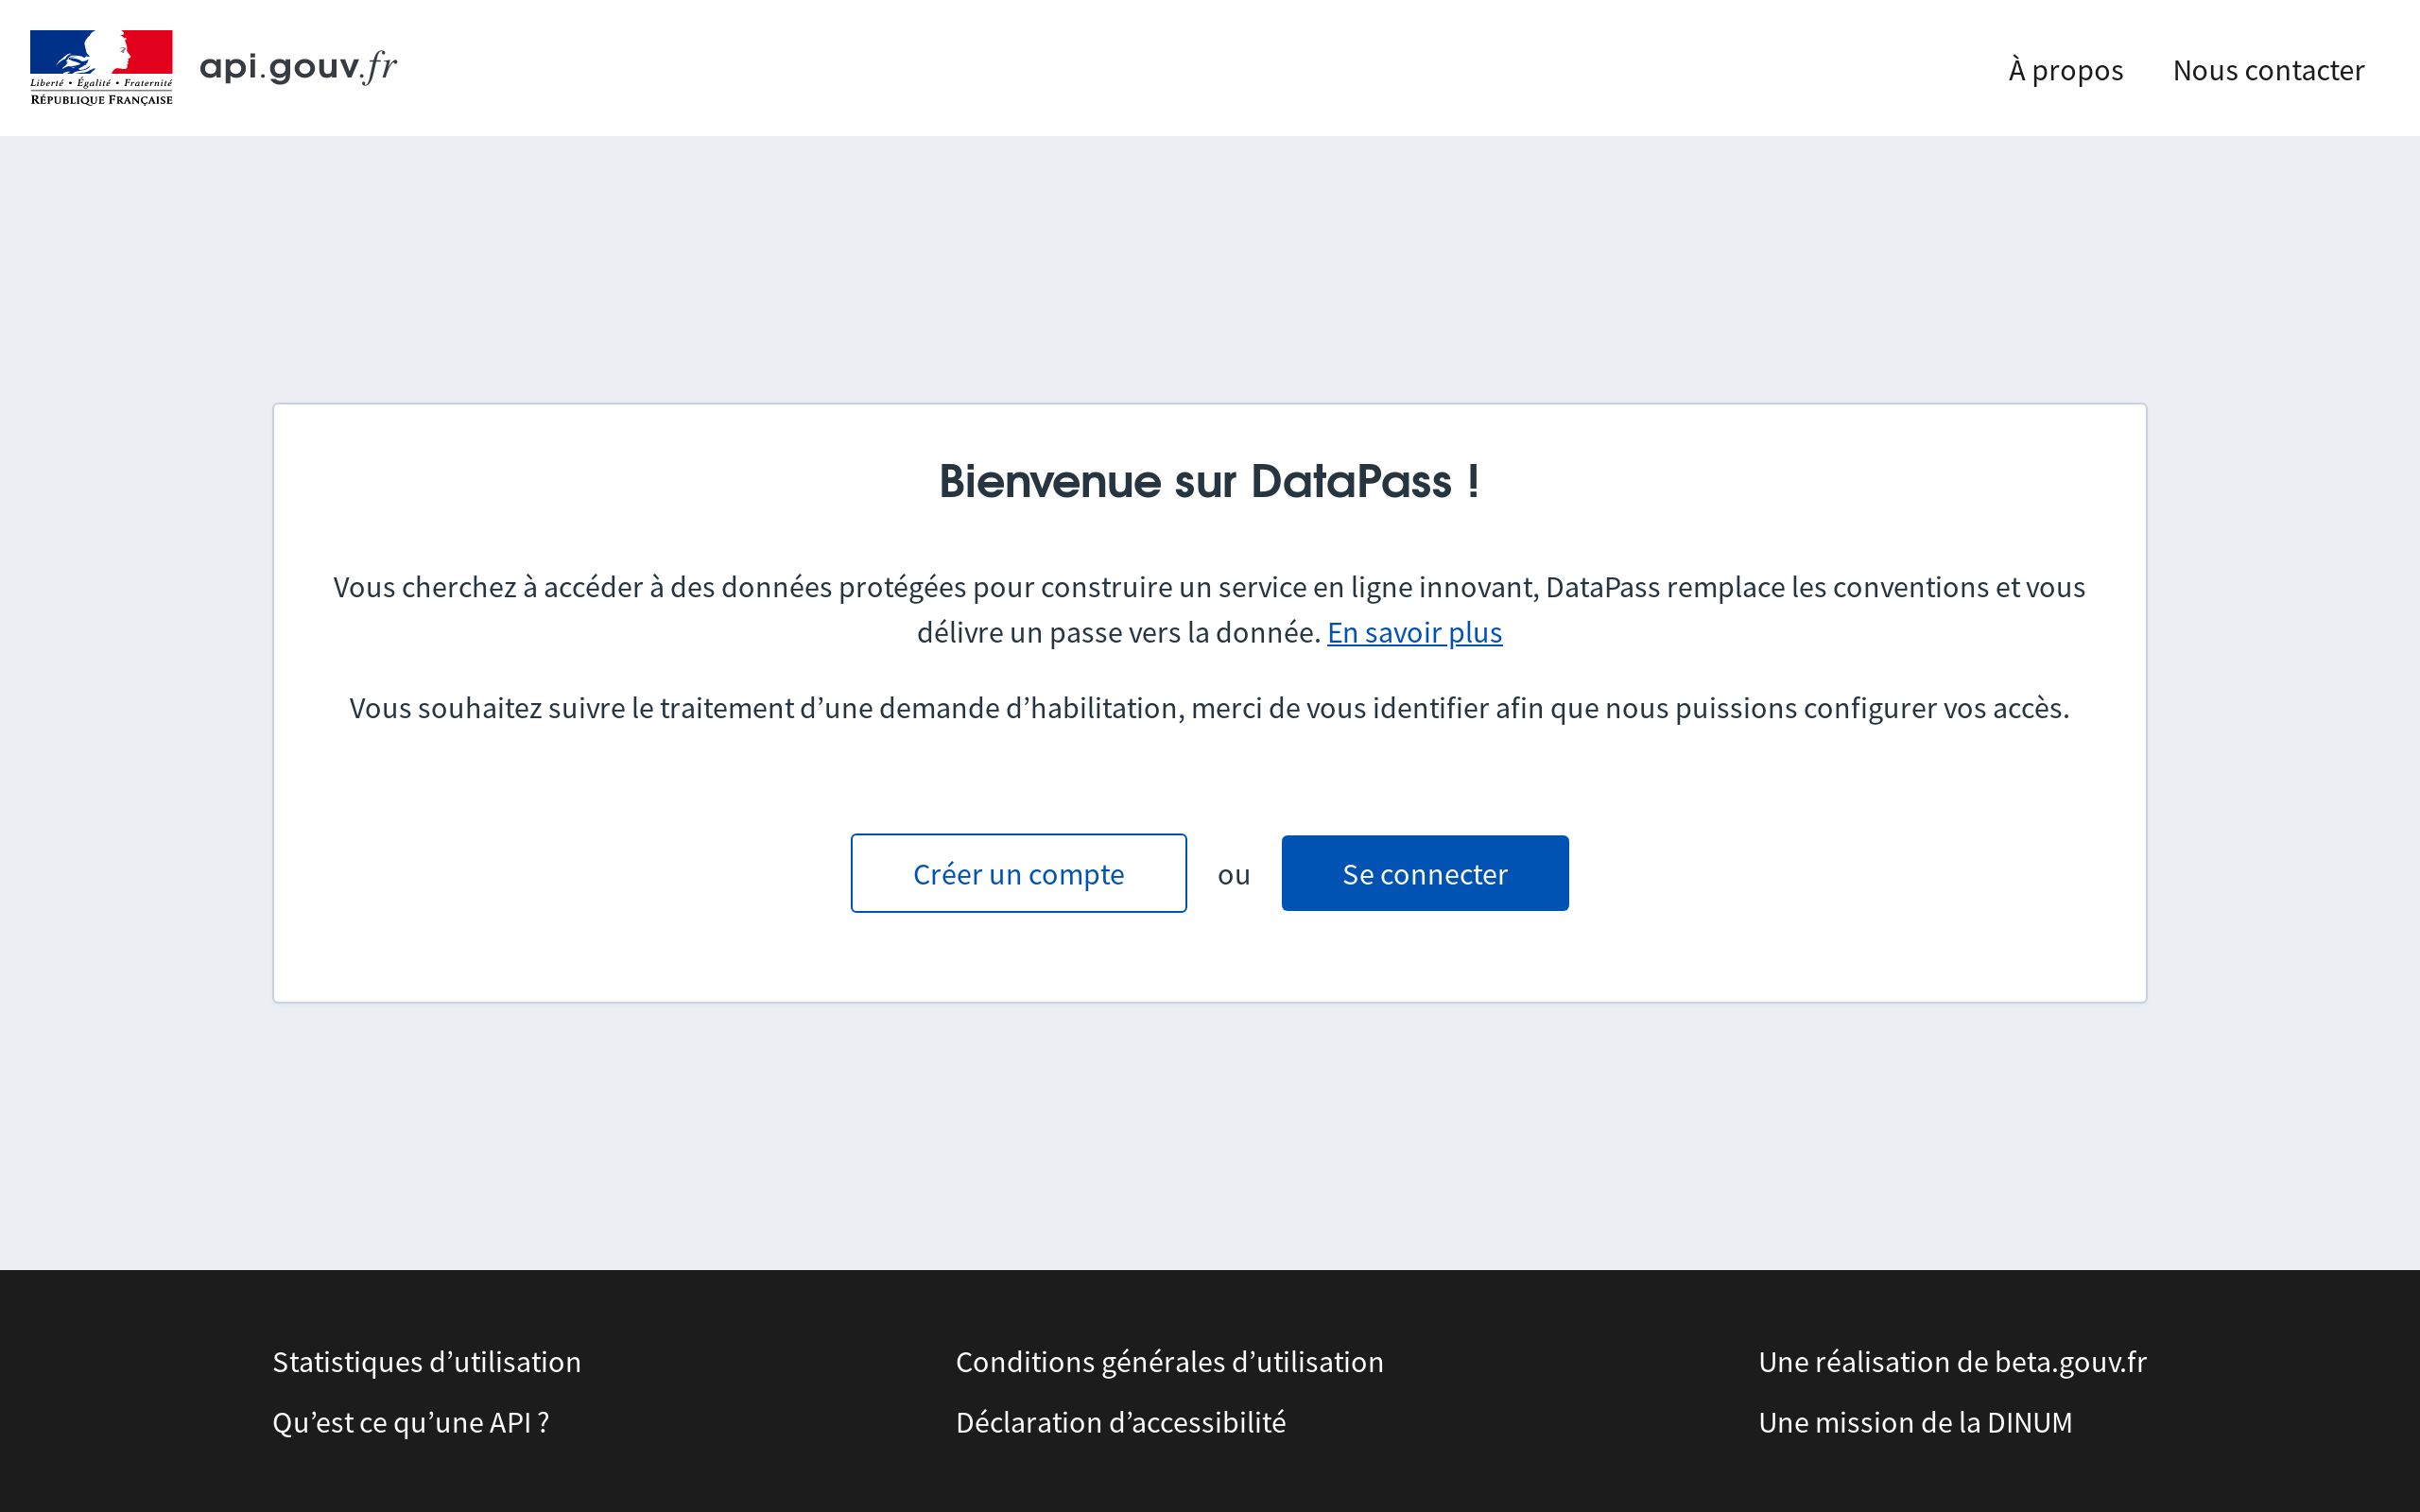 Liberté • Égalité • Fraternité
RÉPUBLIQUE FRANÇAISE
api.gouv.fr
À propos
Nous contacter
Bienvenue sur DataPass !
Vous cherchez à accéder à des données protégées pour construire un service en ligne innovant, DataPass remplace les conventions et vous
délivre un passe vers la donnée. En savoir plus
Vous souhaitez suivre le traitement d’une demande d’habilitation, merci de vous identifier afin que nous puissions configurer vos accès.
Créer un compte ou Se connecter
Statistiques d’utilisation
Qu’est ce qu’une API ?
Conditions générales d’utilisation
Déclaration d’accessibilité
Une réalisation de beta.gouv.fr
Une mission de la DINUM